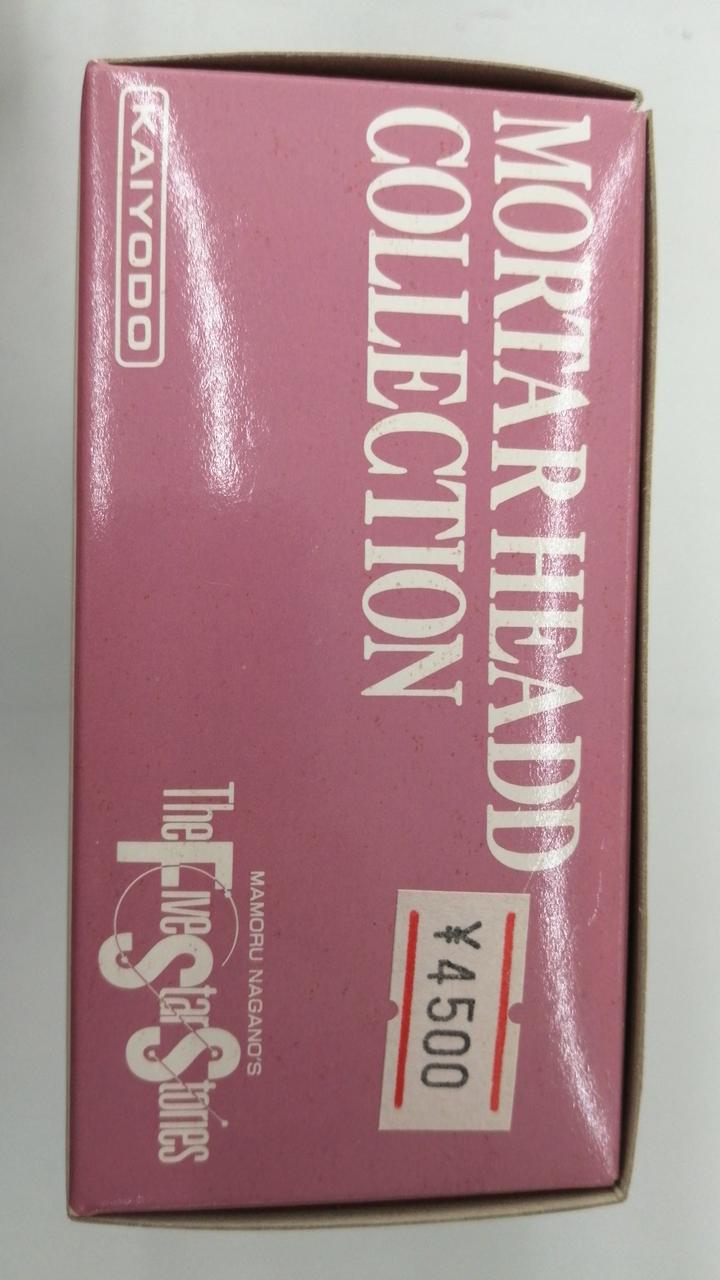 MORTAR HEADD
COLLECTION
¥4500
MAMORU NAGANO'S
The Five Star Stories
KAIYODO